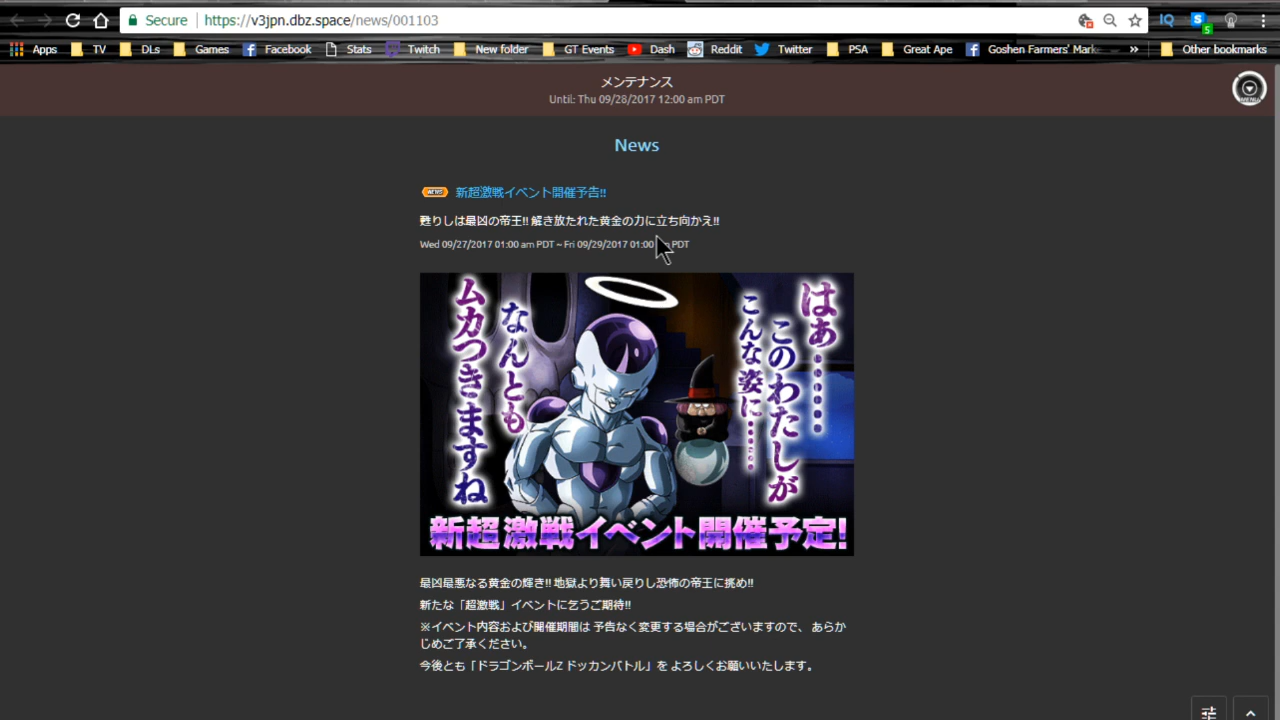 Secure
https://v3jpn.dbz.space/news/001103
IQ
S
5
Apps
TV
DLs
Games
Facebook
Stats
Twitch
New folder
GT Events
Dash
Reddit
Twitter
PSA
Great Ape
Goshen Farmers' Mark
»
Other bookmarks
メンテナンス
Until: Thu 09/28/2017 12:00 am PDT
MENU
News
NEWS 新超激戦イベント開催予告!!
甦りしは最凶の帝王!! 解き放たれた黄金の力に立ち向かえ!!
Wed 09/27/2017 01:00 am PDT ~ Fri 09/29/2017 01:00 PDT
はぁ……
このわたしが
こんな姿に……
なんとも
ムカつきますね
新超激戦イベント開催予定!
最凶最悪なる黄金の輝き!! 地獄より舞い戻りし恐怖の帝王に挑め!!
新たな「超激戦」イベントに乞うご期待!!
※イベント内容および開催期間は 予告なく変更する場合がございますので、 あらか
じめご了承ください。
今後とも「ドラゴンボールZ ドッカンバトル」を よろしくお願いいたします。